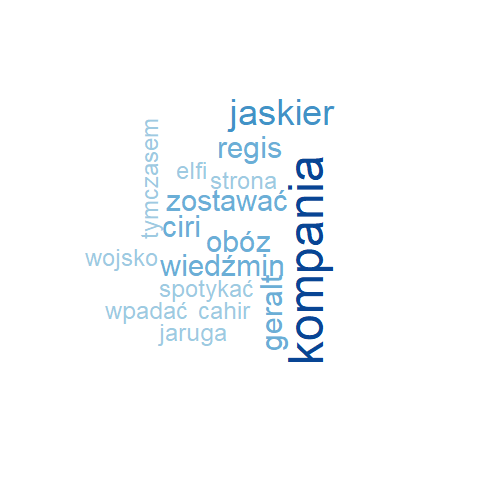 jaskier
regis
tymczasem
elfi
strona
zostawać
ciri
obóz
kompania
wojsko
wiedźmin
spotykać
geralt
wpadać
cahir
jaruga